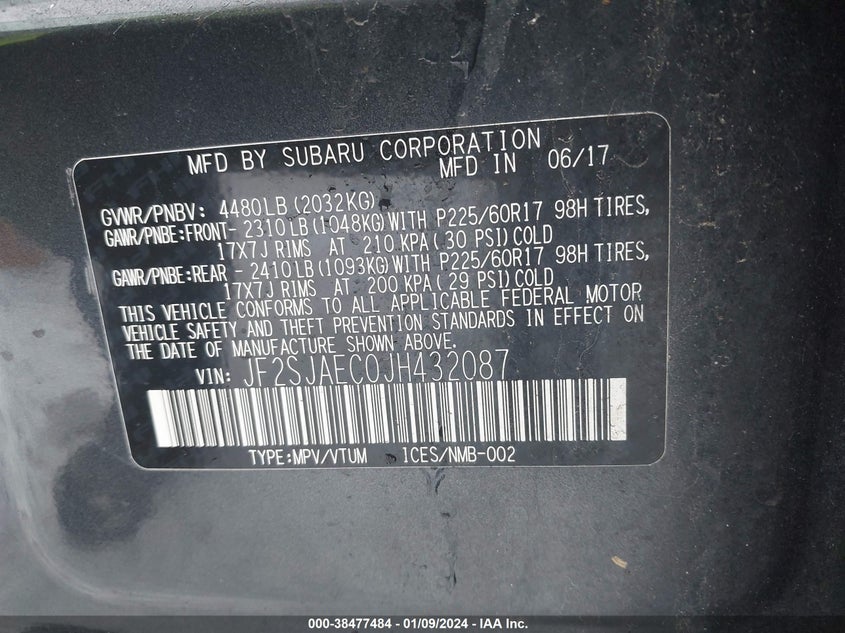 MFD BY SUBARU CORPORATION
MFD IN 06/17
GVWR/PNBV: 4480LB(2032KG)
GAWR/PNBE:FRONT- 2310LB(1048KG)WITH P225/60R17 98H TIRES,
17X7J RIMS AT 210 KPA(30 PSI)COLD
GAWR/PNBE:REAR - 2410LB(1093KG)WITH P225/60R17 98H TIRES,
17X7J RIMS AT 200 KPA(29 PSI)COLD
THIS VEHICLE CONFORMS TO ALL APPLICABLE FEDERAL MOTOR
VEHICLE SAFETY AND THEFT PREVENTION STANDARDS IN EFFECT ON
THE DATE OF MANUFACTURE SHOWN ABOVE.
VIN: JF2SJAEC0JH432087
TYPE:MPV/VTUM ICES/NMB-002
000-38477484 - 01/09/2024 - IAA Inc.